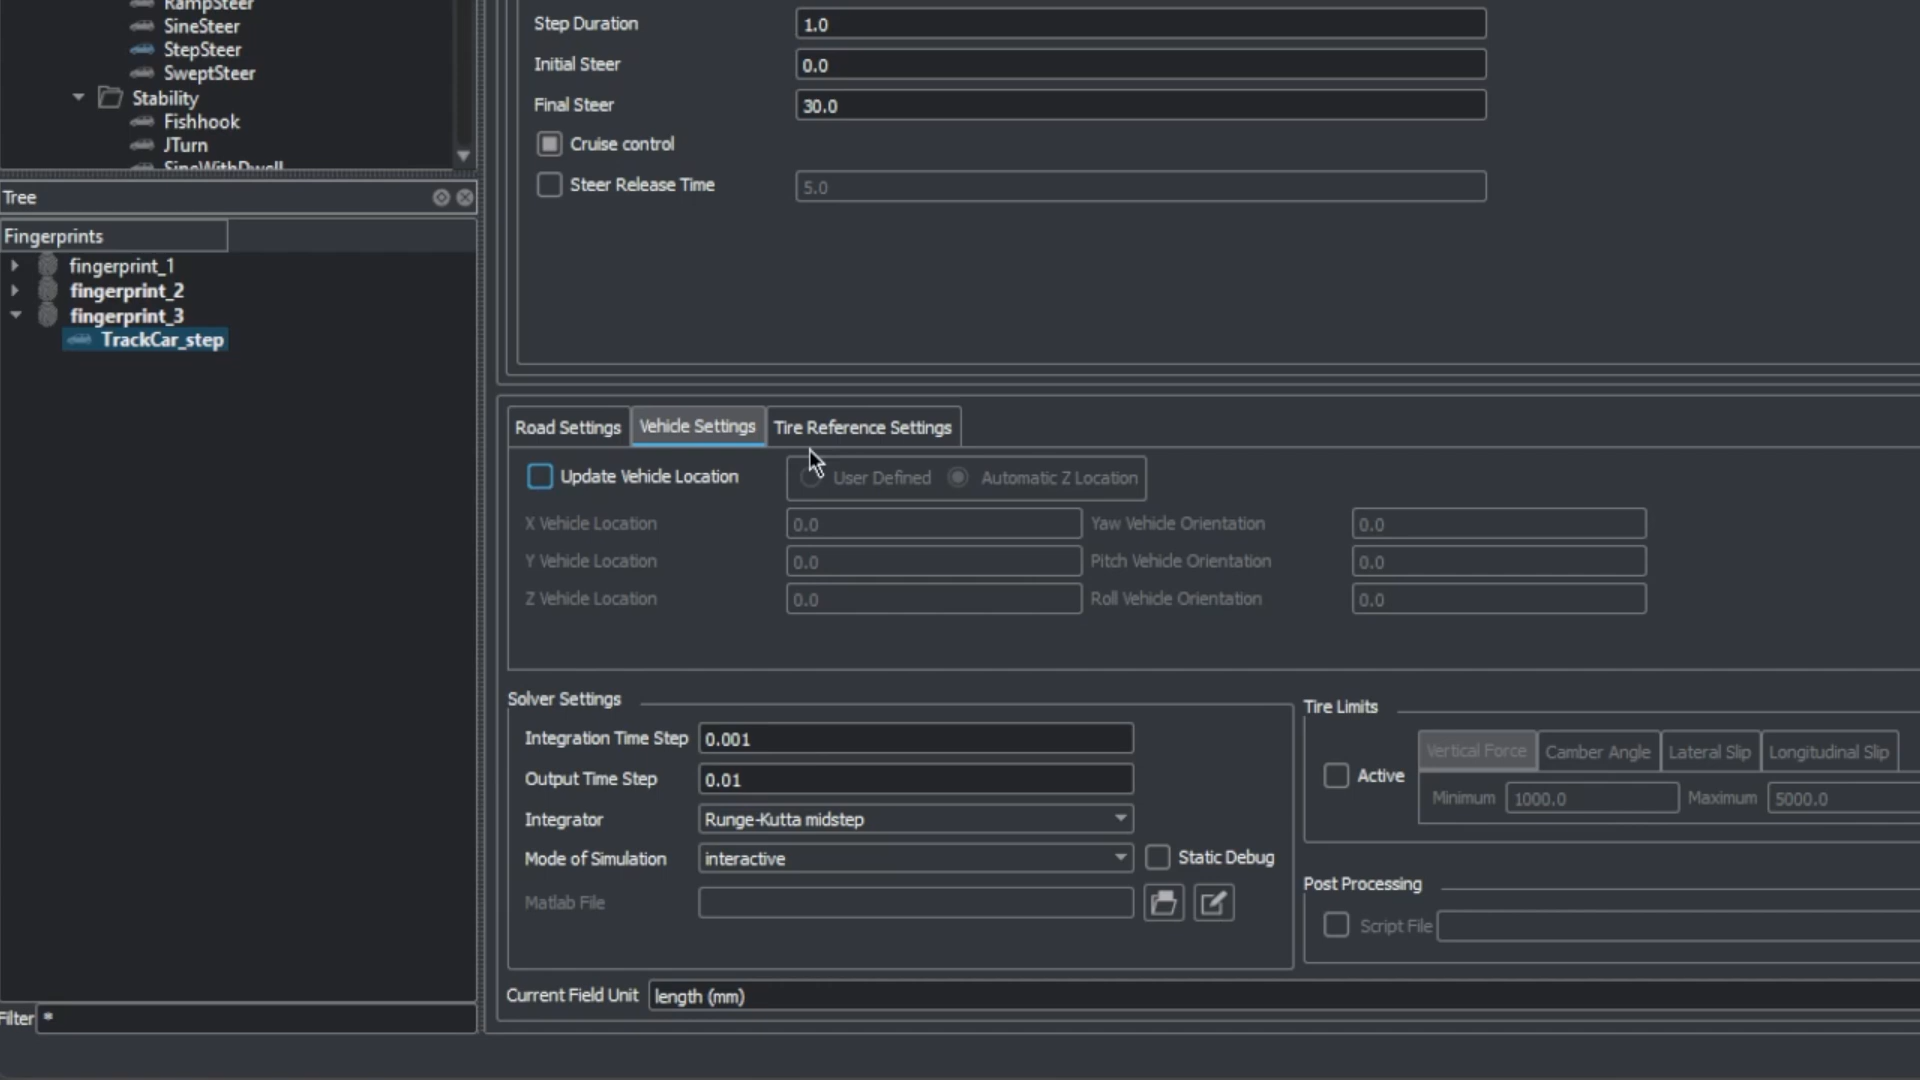 RampSteer
SineSteer
StepSteer
SweptSteer
Stability
Fishhook
JTurn
SineWithDwell
Tree
Fingerprints
fingerprint_1
fingerprint_2
fingerprint_3
TrackCar_step
Filter *
Step Duration 1.0
Initial Steer 0.0
Final Steer 30.0
Cruise control
Steer Release Time 5.0
Road Settings Vehicle Settings Tire Reference Settings
Update Vehicle Location User Defined Automatic Z Location
X Vehicle Location 0.0 Yaw Vehicle Orientation 0.0
Y Vehicle Location 0.0 Pitch Vehicle Orientation 0.0
Z Vehicle Location 0.0 Roll Vehicle Orientation 0.0
Solver Settings
Integration Time Step 0.001
Output Time Step 0.01
Integrator Runge-Kutta midstep
Mode of Simulation interactive Static Debug
Matlab File
Tire Limits
Vertical Force Camber Angle Lateral Slip Longitudinal Slip
Active
Minimum 1000.0 Maximum 5000.0
Post Processing
Script File
Current Field Unit length (mm)